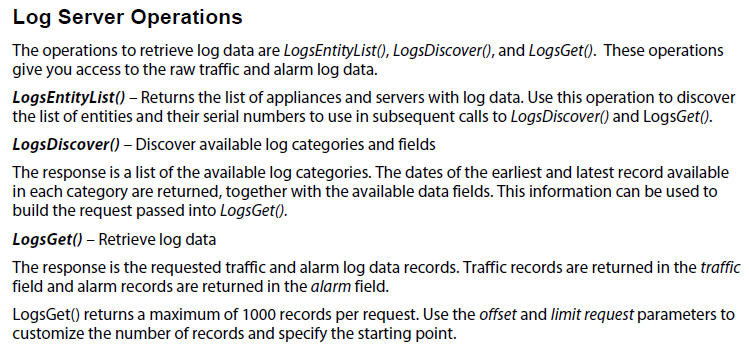 Log Server Operations
The operations to retrieve log data are LogsEntityList(), LogsDiscover(), and LogsGet().  These operations
give you access to the raw traffic and alarm log data.
LogsEntityList() – Returns the list of appliances and servers with log data. Use this operation to discover
the list of entities and their serial numbers to use in subsequent calls to LogsDiscover() and LogsGet().
LogsDiscover() – Discover available log categories and fields
The response is a list of the available log categories. The dates of the earliest and latest record available
in each category are returned, together with the available data fields. This information can be used to
build the request passed into LogsGet().
LogsGet() – Retrieve log data
The response is the requested traffic and alarm log data records. Traffic records are returned in the traffic
field and alarm records are returned in the alarm field.
LogsGet() returns a maximum of 1000 records per request. Use the offset and limit request parameters to
customize the number of records and specify the starting point.